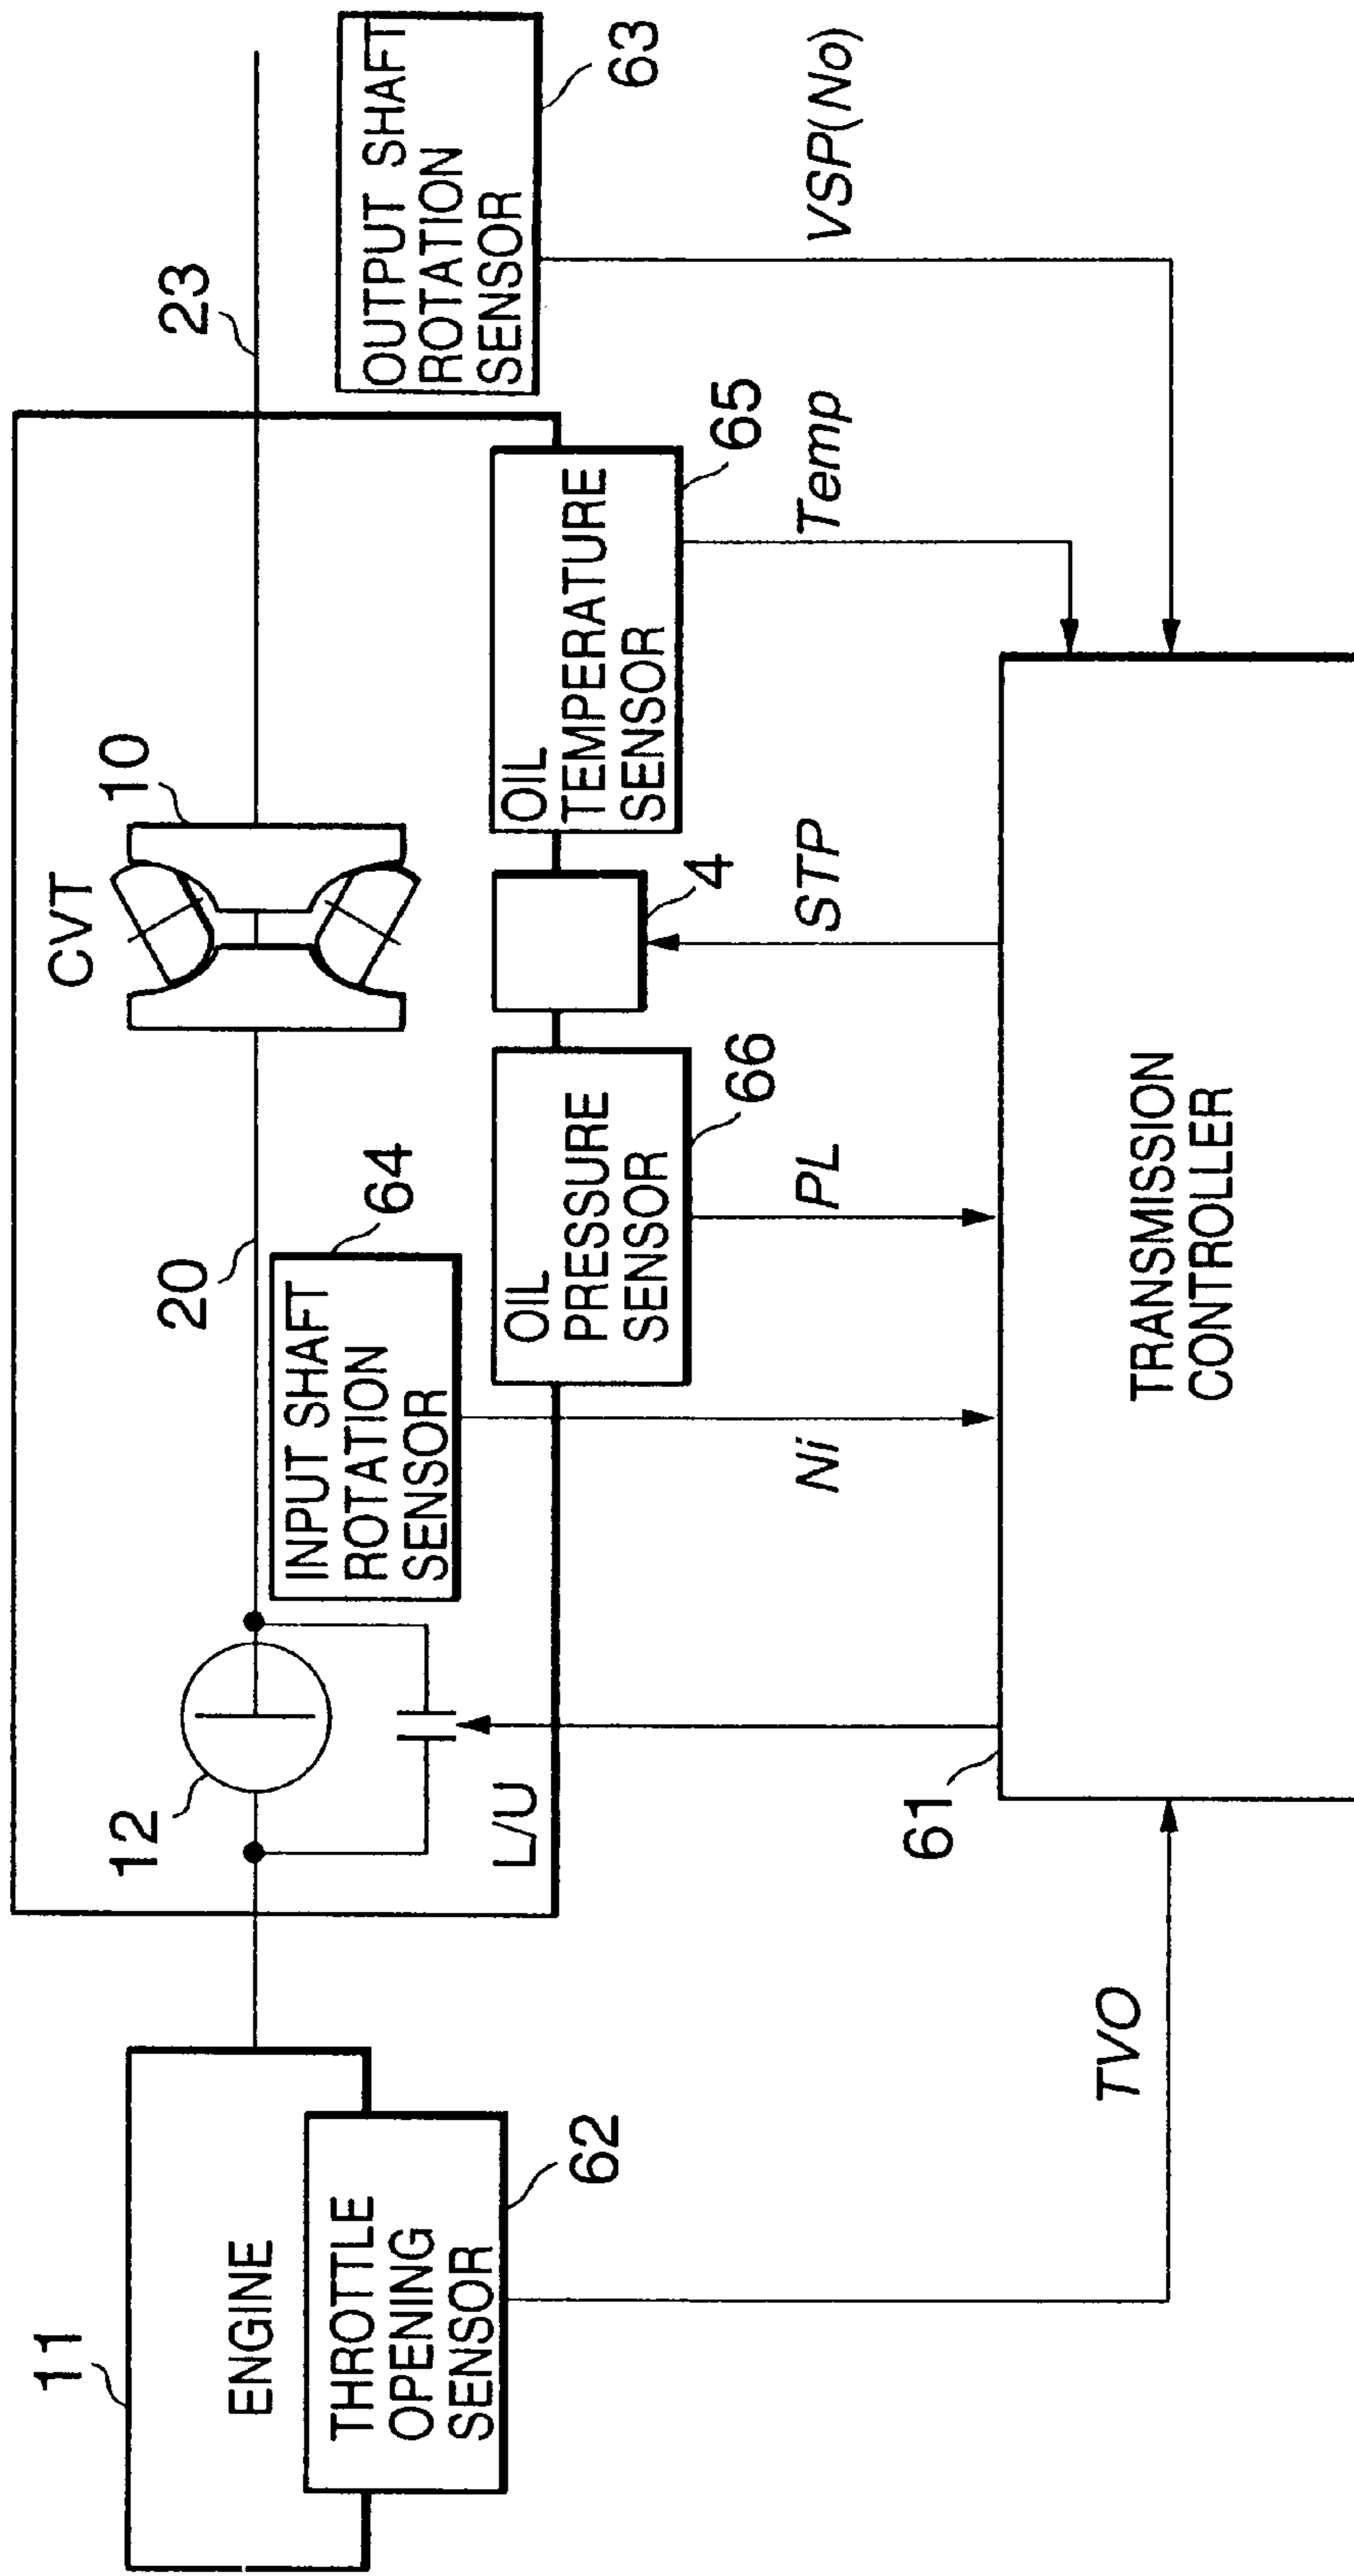 11
ENGINE
THROTTLE
OPENING
SENSOR
62
12
L/U
20
INPUT SHAFT
ROTATION
SENSOR
64
CVT
10
OIL
PRESSURE
SENSOR
66
4
OIL
TEMPERATURE
SENSOR
65
23
OUTPUT SHAFT
ROTATION
SENSOR
63
TVO
61
Ni
PL
STP
Temp
VSP(No)
TRANSMISSION
CONTROLLER